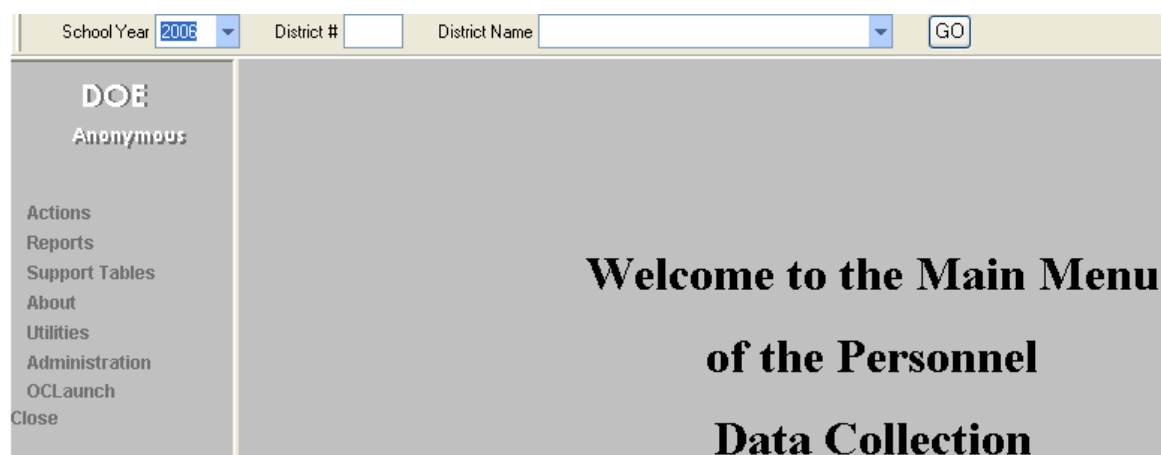 School Year 2006 District # District Name GO
DOE
Anonymous
Actions
Reports
Support Tables
About
Utilities
Administration
OCLaunch
Close
Welcome to the Main Menu
of the Personnel
Data Collection